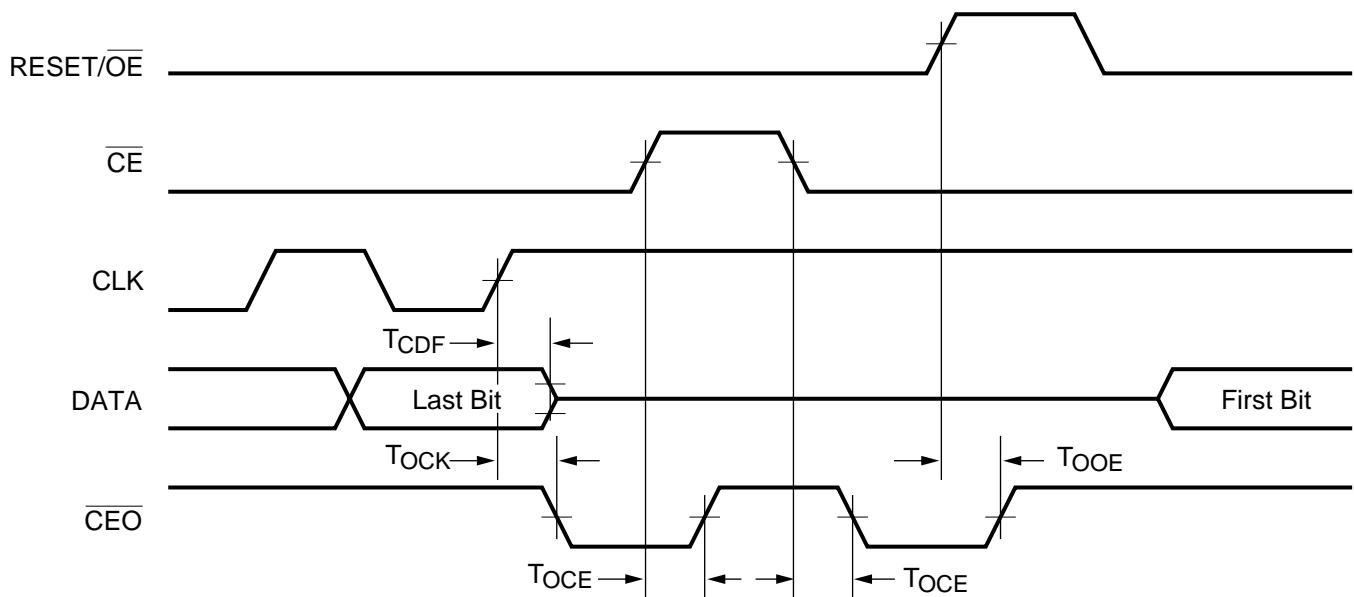 RESET/OE
CE
CLK
TCDF
DATA
Last Bit
First Bit
TOCK
TOOE
CEO
TOCE
TOCE